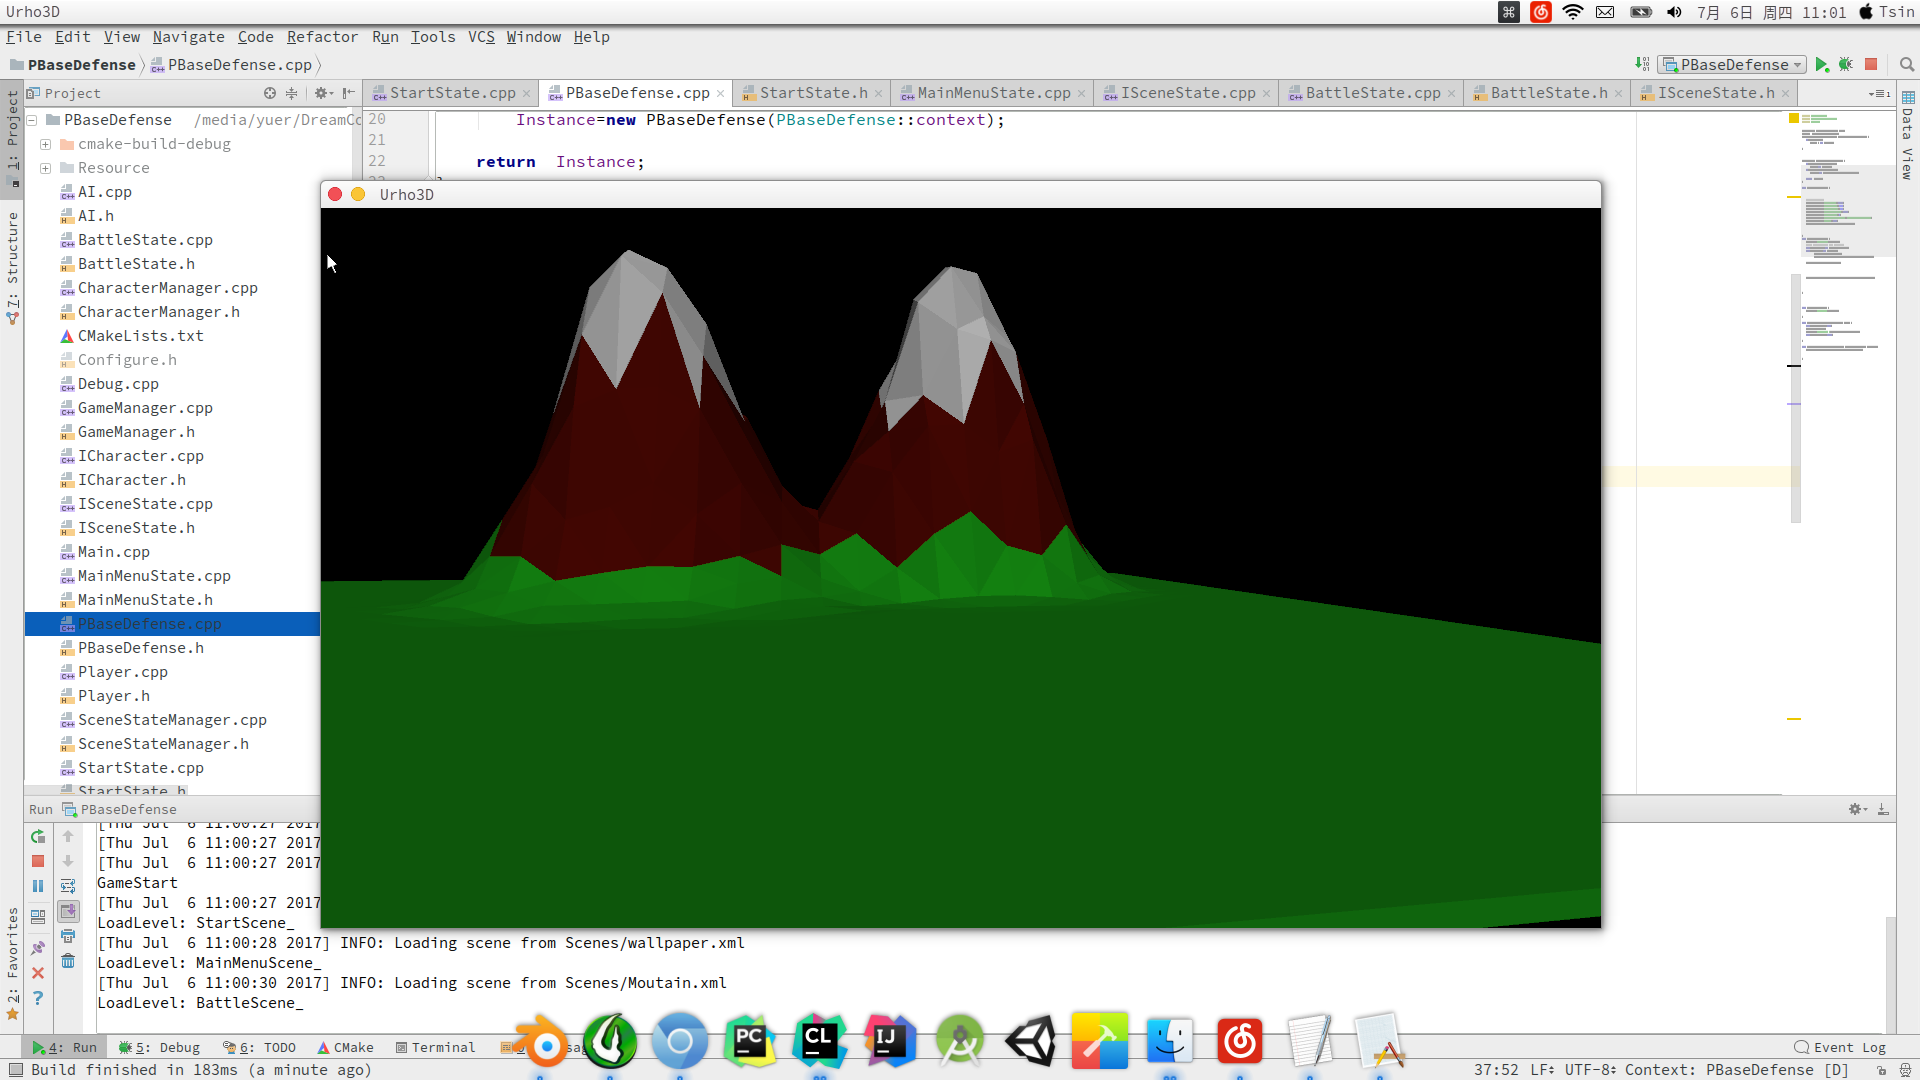 Urho3D
7月 6日 周四 11:01 Tsin
File Edit View Navigate Code Refactor Run Tools VCS Window Help
PBaseDefense PBaseDefense.cpp
PBaseDefense
1: Project
7: Structure
2: Favorites
Data View
Project
StartState.cpp PBaseDefense.cpp StartState.h MainMenuState.cpp ISceneState.cpp BattleState.cpp BattleState.h ISceneState.h
PBaseDefense /media/yuer/DreamCo
cmake-build-debug
Resource
AI.cpp
AI.h
BattleState.cpp
BattleState.h
CharacterManager.cpp
CharacterManager.h
CMakeLists.txt
Configure.h
Debug.cpp
GameManager.cpp
GameManager.h
ICharacter.cpp
ICharacter.h
ISceneState.cpp
ISceneState.h
Main.cpp
MainMenuState.cpp
MainMenuState.h
PBaseDefense.cpp
PBaseDefense.h
Player.cpp
Player.h
SceneStateManager.cpp
SceneStateManager.h
StartState.cpp
StartState.h
20 Instance=new PBaseDefense(PBaseDefense::context);
21
22 return Instance;
Urho3D
Run PBaseDefense
[Thu Jul 6 11:00:27 2017
[Thu Jul 6 11:00:27 2017
[Thu Jul 6 11:00:27 2017
GameStart
[Thu Jul 6 11:00:27 2017
LoadLevel: StartScene_
[Thu Jul 6 11:00:28 2017] INFO: Loading scene from Scenes/wallpaper.xml
LoadLevel: MainMenuScene_
[Thu Jul 6 11:00:30 2017] INFO: Loading scene from Scenes/Moutain.xml
LoadLevel: BattleScene_
PC CL IJ
4: Run 5: Debug 6: TODO CMake Terminal
Event Log
Build finished in 183ms (a minute ago)
37:52 LF UTF-8 Context: PBaseDefense [D]